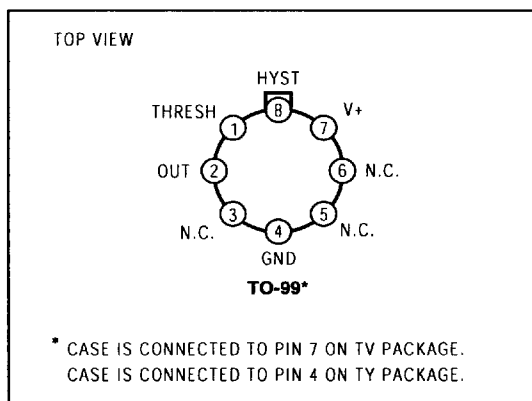 TOP VIEW
HYST
THRESH 8 V+
1 7
OUT 2 6 N.C.
3 5
N.C. 4 N.C.
GND
TO-99*
* CASE IS CONNECTED TO PIN 7 ON TV PACKAGE.
CASE IS CONNECTED TO PIN 4 ON TY PACKAGE.